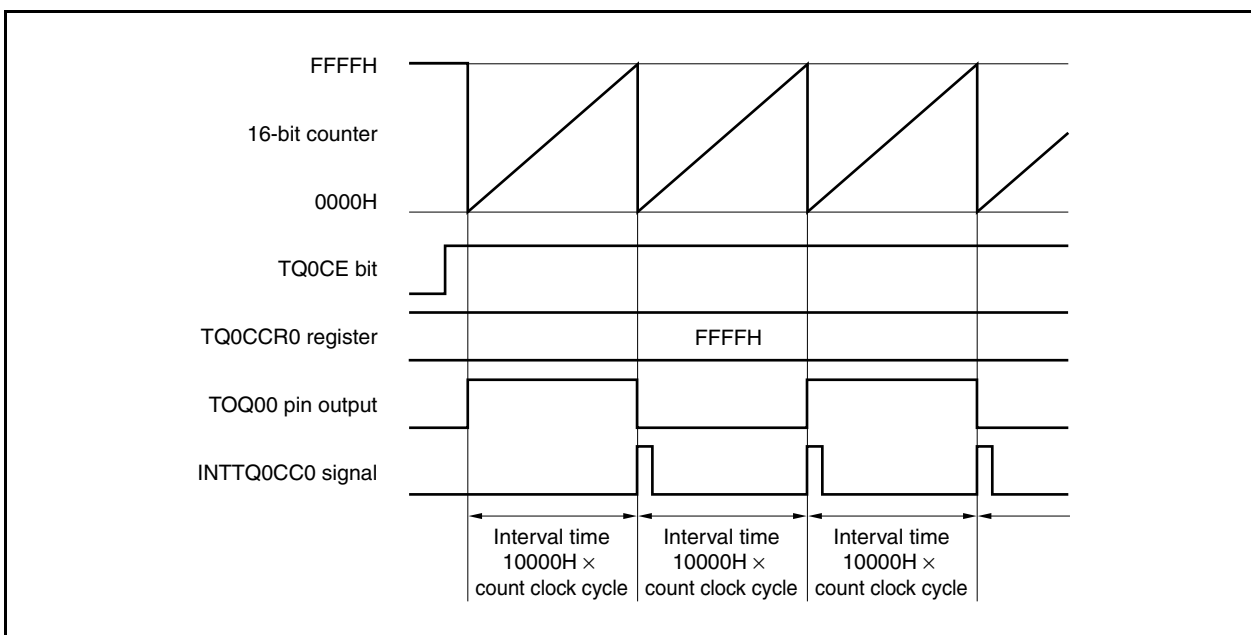 FFFFH
16-bit counter
0000H
TQ0CE bit
TQ0CCR0 register
FFFFH
TOQ00 pin output
INTTQ0CC0 signal
Interval time
10000H ×
count clock cycle
Interval time
10000H ×
count clock cycle
Interval time
10000H ×
count clock cycle